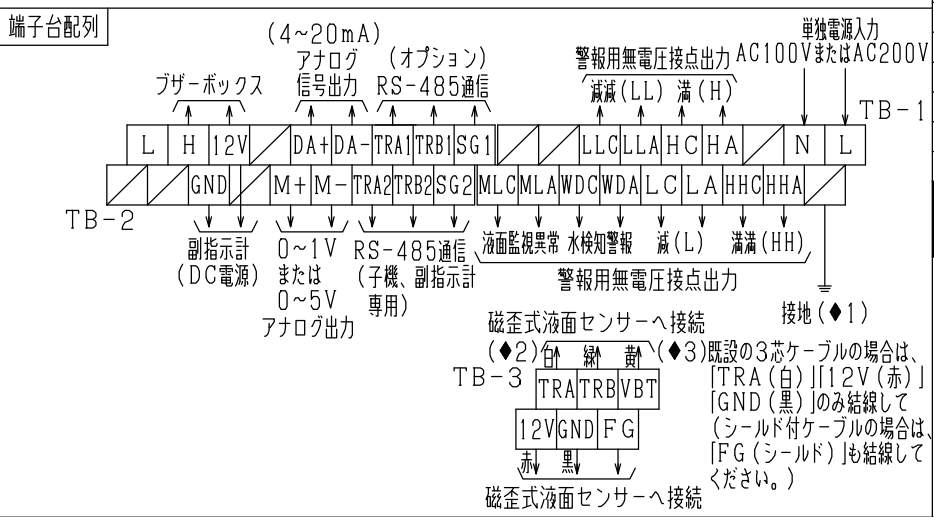 端子台配列
(4~20mA)
アナログ
信号出力
(オプション)
RS-485通信
ブザーボックス
警報用無電圧接点出力
減減(LL) 満(H)
単独電源入力
AC100VまたはAC200V
TB-1
L H 12V DA+ DA- TRA1 TRB1 SG1 LLC LLA HC HA N L
GND M+ M- TRA2 TRB2 SG2 MLC MLA WDC WDA LC LA HHC HHA
TB-2
副指示計
(DC電源)
0~1V
または
0~5V
アナログ出力
RS-485通信
(子機、副指示計
専用)
液面監視異常 水検知警報 減(L) 満満(HH)
警報用無電圧接点出力
接地(◆1)
磁歪式液面センサーへ接続
(◆2) 白 緑 黄 (◆3)
TB-3
TRA TRB VBT
12V GND FG
赤 黒
磁歪式液面センサーへ接続
既設の3芯ケーブルの場合は、
「TRA(白)」「12V(赤)」
「GND(黒)」のみ結線して
(シールド付ケーブルの場合は、
「FG(シールド)」も結線して
ください。)